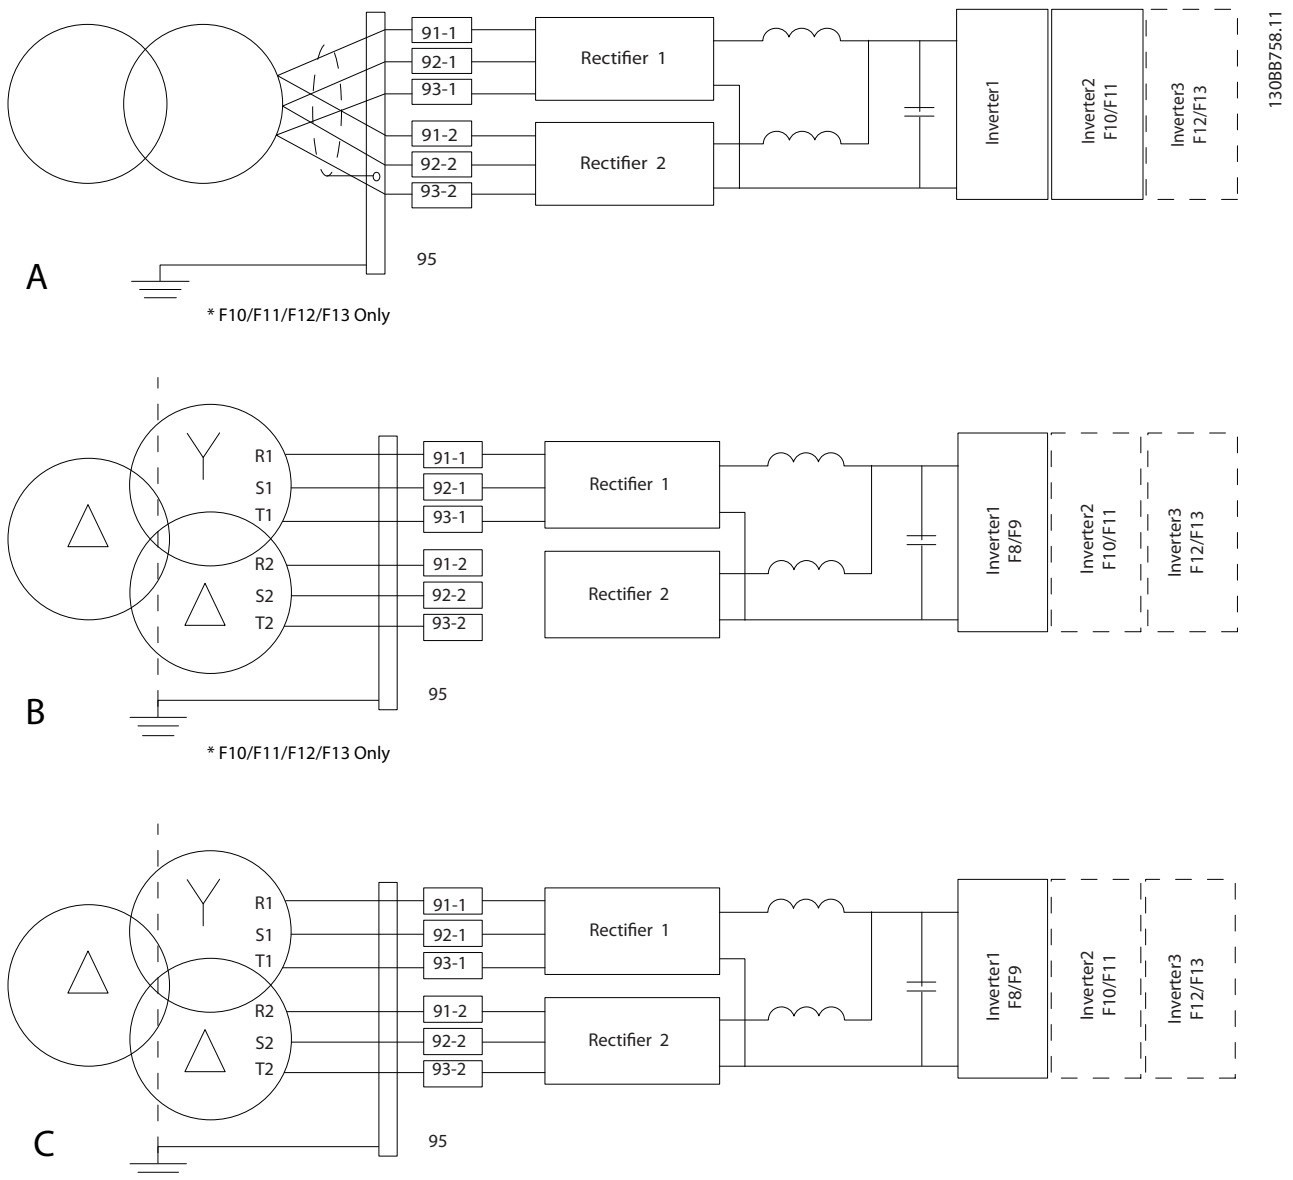 91-1
92-1
93-1
91-2
92-2
93-2
Rectifier 1
Rectifier 2
Inverter1
Inverter2
F10/F11
Inverter3
F12/F13
130BB758.11
95
A
* F10/F11/F12/F13 Only
R1
S1
T1
R2
S2
T2
91-1
92-1
93-1
91-2
92-2
93-2
Rectifier 1
Rectifier 2
Inverter1
F8/F9
Inverter2
F10/F11
Inverter3
F12/F13
95
B
* F10/F11/F12/F13 Only
R1
S1
T1
R2
S2
T2
91-1
92-1
93-1
91-2
92-2
93-2
Rectifier 1
Rectifier 2
Inverter1
F8/F9
Inverter2
F10/F11
Inverter3
F12/F13
95
C